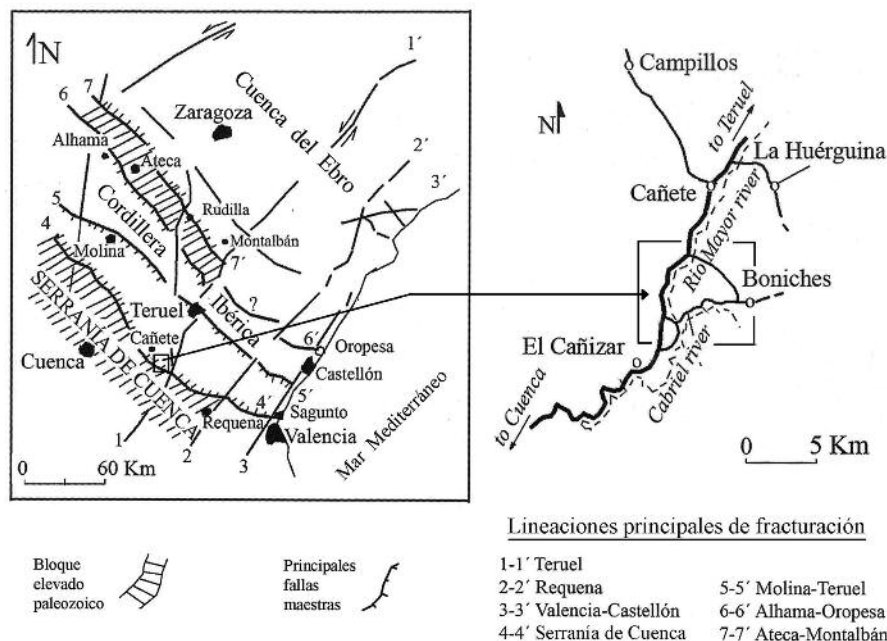 N
6
7
1´
Zaragoza
Cuenca del Ebro
2´
3´
Alhama
Ateca
5
4
Cordillera
Rudilla
Montalbán
Molina
7´
SERRANÍA DE CUENCA
Teruel
Ibérica
?
Cañete
Cuenca
6´
Oropesa
Castellón
5´
4´
Sagunto
Requena
Valencia
Mar Mediterráneo
1
2
3
0 60 Km
Campillos
N
to Teruel
La Huérguina
Cañete
Rio Mayor river
Boniches
El Cañizar
Cabriel river
to Cuenca
0 5 Km
Bloque
elevado
paleozoico
Principales
fallas
maestras
Lineaciones principales de fracturación
1-1´ Teruel
2-2´ Requena
3-3´ Valencia-Castellón
4-4´ Serranía de Cuenca
5-5´ Molina-Teruel
6-6´ Alhama-Oropesa
7-7´ Ateca-Montalbán